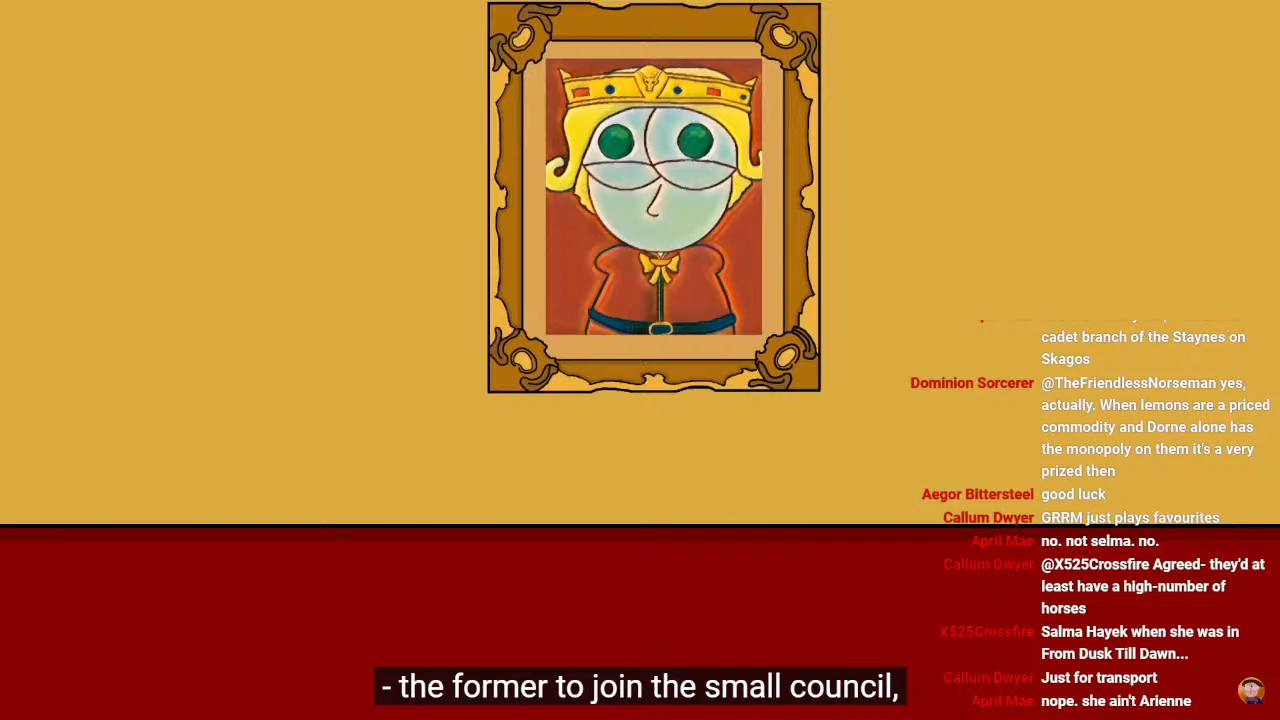 cadet branch of the Staynes on
Skagos
Dominion Sorcerer @TheFriendlessNorseman yes,
actually. When lemons are a priced
commodity and Dorne alone has
the monopoly on them it's a very
prized then
Aegor Bittersteel good luck
Callum Dwyer GRRM just plays favourites
April Mae no. not selma. no.
Callum Dwyer @X525Crossfire Agreed- they'd at
least have a high-number of
horses
X525Crossfire Salma Hayek when she was in
From Dusk Till Dawn...
Callum Dwyer Just for transport
April Mae nope. she ain't Arienne
- the former to join the small council,